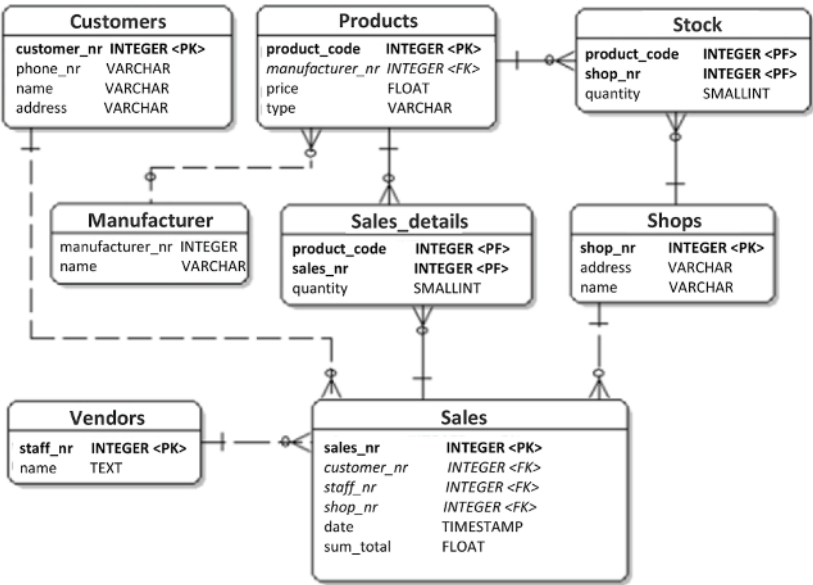 Customers
customer_nr INTEGER <PK>
phone_nr VARCHAR
name VARCHAR
address VARCHAR
Products
product_code INTEGER <PK>
manufacturer_nr INTEGER <FK>
price FLOAT
type VARCHAR
Stock
product_code INTEGER <PF>
shop_nr INTEGER <PF>
quantity SMALLINT
Manufacturer
manufacturer_nr INTEGER
name VARCHAR
Sales_details
product_code INTEGER <PF>
sales_nr INTEGER <PF>
quantity SMALLINT
Shops
shop_nr INTEGER <PK>
address VARCHAR
name VARCHAR
Vendors
staff_nr INTEGER <PK>
name TEXT
Sales
sales_nr INTEGER <PK>
customer_nr INTEGER <FK>
staff_nr INTEGER <FK>
shop_nr INTEGER <FK>
date TIMESTAMP
sum_total FLOAT